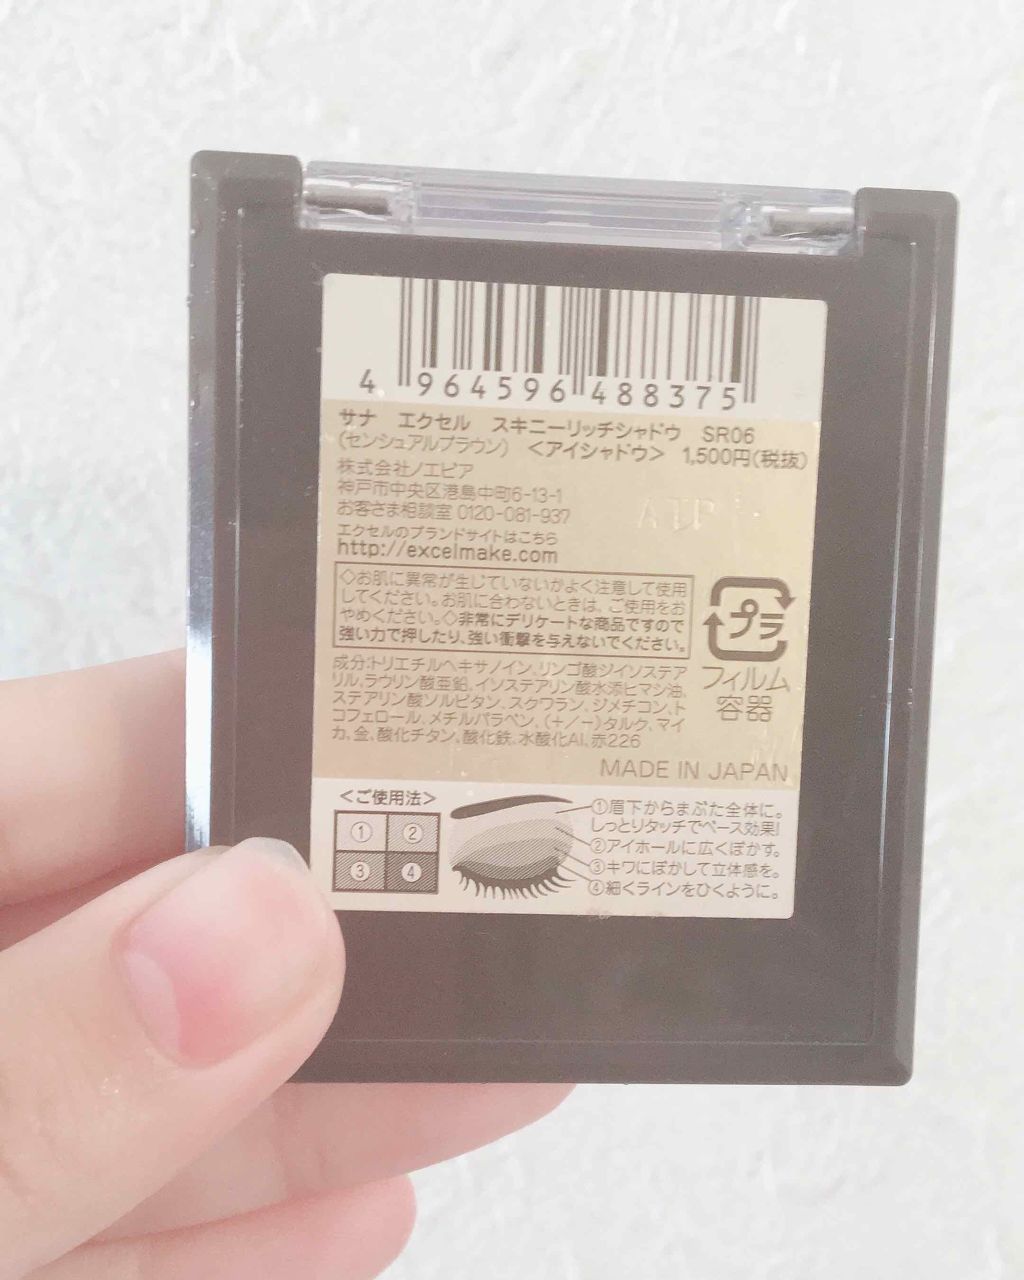 4 964596 488375
サナ エクセル スキニーリッチシャドウ SR06
(センシュアルブラウン) <アイシャドウ> 1,500円(税抜)
株式会社ノエビア
神戸市中央区港島中町6-13-1
お客さま相談室 0120-081-937
エクセルのブランドサイトはこちら
http://excelmake.com
◇お肌に異常が生じていないかよく注意して使用
してください。お肌に合わないときは、ご使用をお
やめください。◇非常にデリケートな商品ですので
強い力で押したり、強い衝撃を与えないでください。
プラ
フィルム
容器
成分:トリエチルヘキサノイン、リンゴ酸ジイソステア
リル、ラウリン酸亜鉛、イソステアリン酸水添ヒマシ油、
ステアリン酸ソルビタン、スクワラン、ジメチコン、ト
コフェロール、メチルパラベン、(+/-)タルク、マイ
カ、金、酸化チタン、酸化鉄、水酸化Al、赤226
MADE IN JAPAN
<ご使用法>
① ②
③ ④
①眉下からまぶた全体に。
しっとりタッチでベース効果!
②アイホールに広くぼかす。
③キワにぼかして立体感を。
④細くラインをひくように。